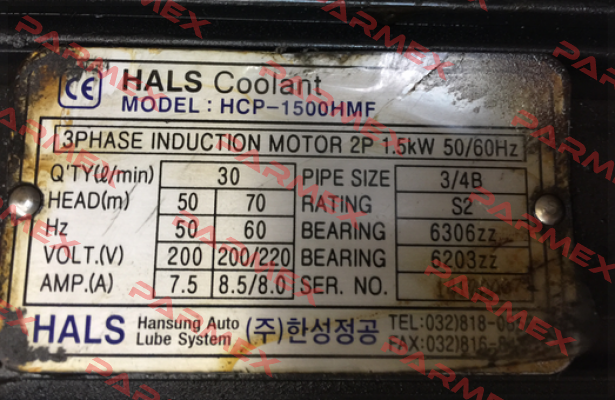 CE HALS Coolant
MODEL : HCP-1500HMF
3PHASE INDUCTION MOTOR 2P 1.5kW 50/60Hz
Q'TY(ℓ/min) 30 PIPE SIZE 3/4B
HEAD(m) 50 70 RATING S2
Hz 50 60 BEARING 6306zz
VOLT.(V) 200 200/220 BEARING 6203zz
AMP.(A) 7.5 8.5/8.0 SER. NO.
HALS Hansung Auto Lube System (주)한성정공
TEL:032)818-
FAX:032)816-
PARMEX